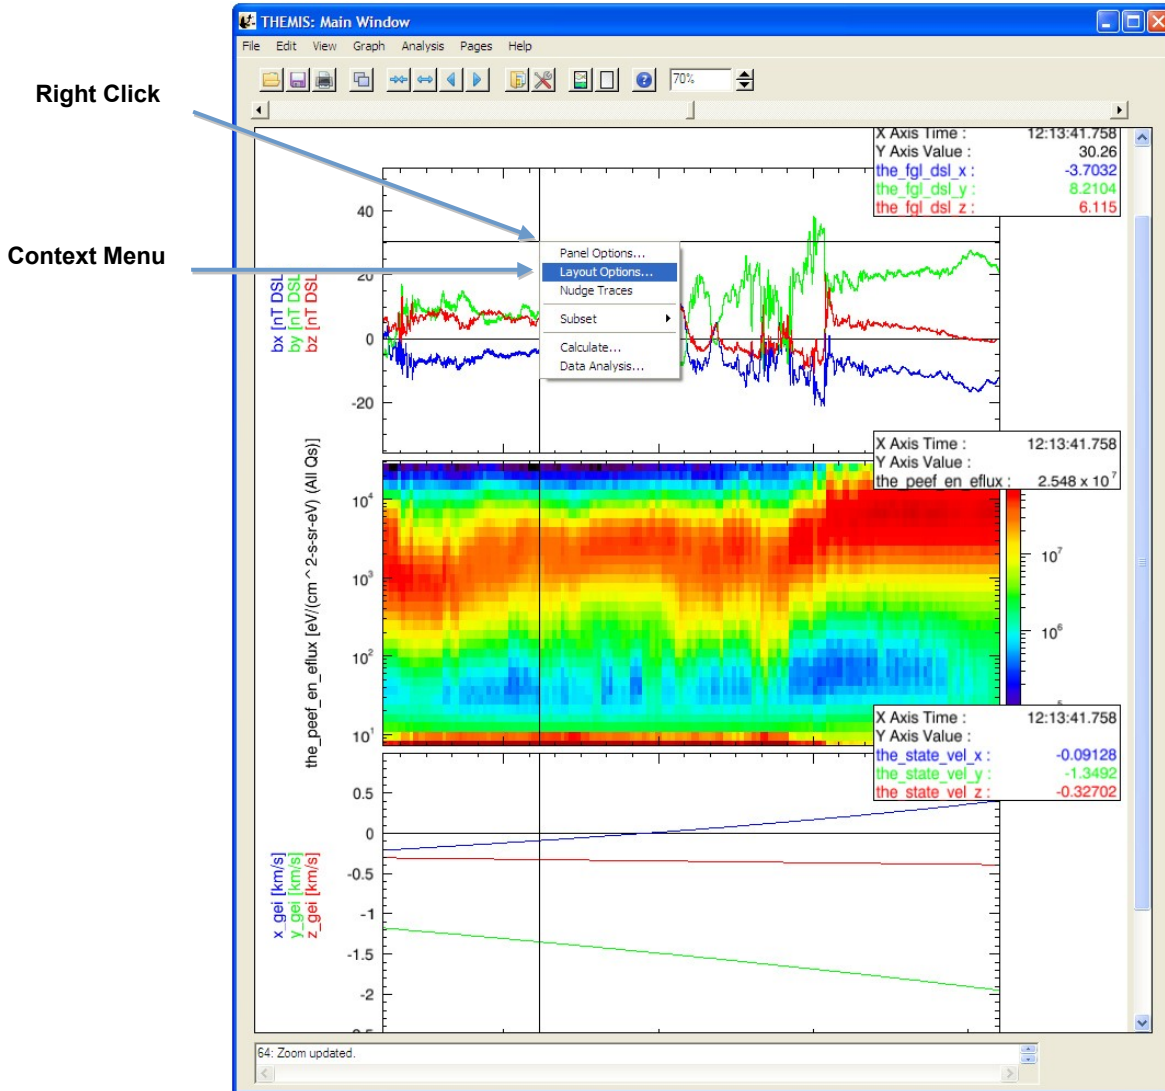 THEMIS: Main Window
File Edit View Graph Analysis Pages Help
70%
Right Click
Context Menu
X Axis Time : 12:13:41.758
Y Axis Value : 30.26
the_fgl_dsl_x : -3.7032
the_fgl_dsl_y : 8.2104
the_fgl_dsl_z : 6.115
40
20
0
-20
bx [nT DSL
by [nT DSL
bz [nT DSL
Panel Options...
Layout Options...
Nudge Traces
Subset
Calculate...
Data Analysis...
X Axis Time : 12:13:41.758
Y Axis Value :
the_peef_en_eflux : 2.548 x 10^7
the_peef_en_eflux [eV/(cm^2-s-sr-eV) (All Qs)]
10^4
10^3
10^2
10^1
10^7
10^6
X Axis Time : 12:13:41.758
Y Axis Value :
the_state_vel_x : -0.09128
the_state_vel_y : -1.3492
the_state_vel_z : -0.32702
0.5
0
-0.5
-1
-1.5
-2
x_gei [km/s]
y_gei [km/s]
z_gei [km/s]
64: Zoom updated.